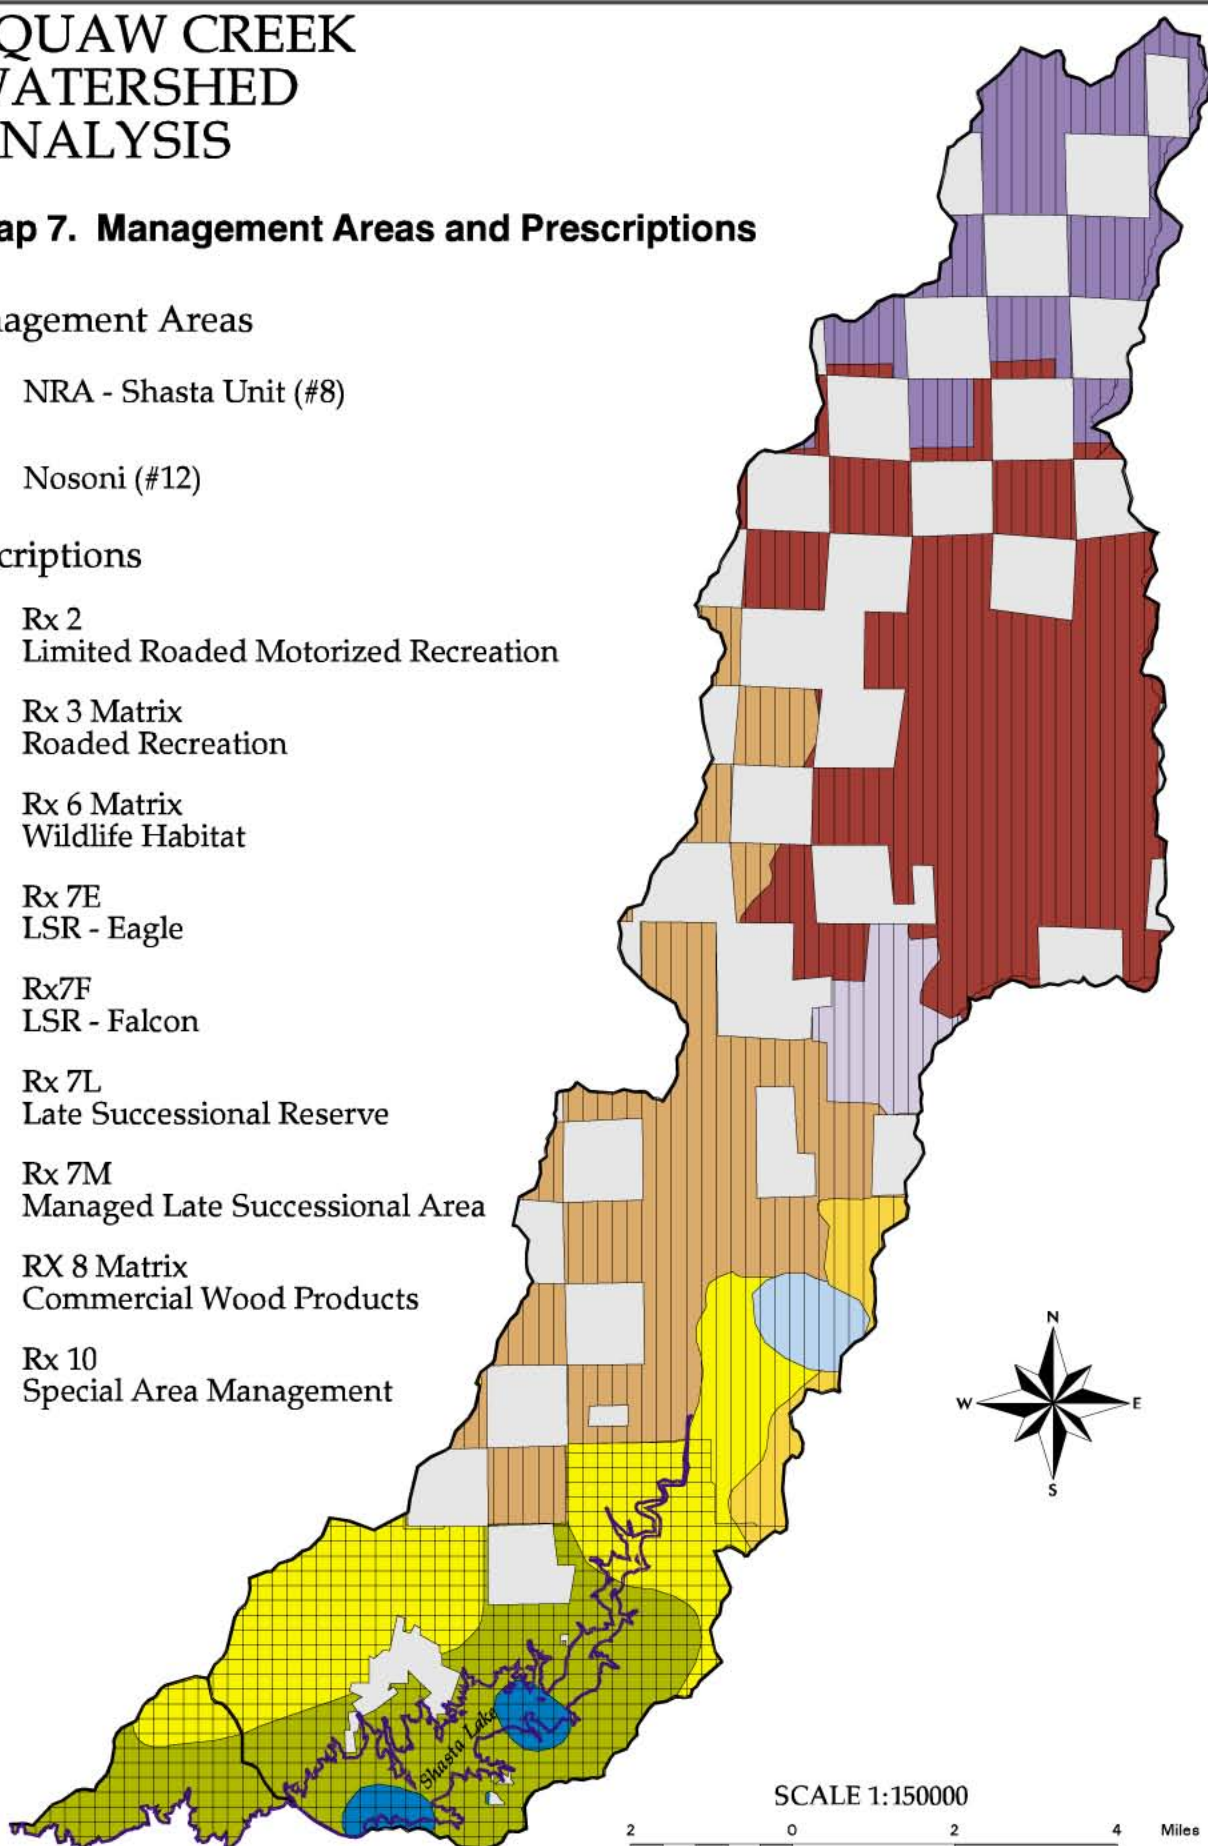 QUAW CREEK
WATERSHED
NALYSIS
ap 7. Management Areas and Prescriptions
nagement Areas
NRA - Shasta Unit (#8)
Nosoni (#12)
criptions
Rx 2
Limited Roaded Motorized Recreation
Rx 3 Matrix
Roaded Recreation
Rx 6 Matrix
Wildlife Habitat
Rx 7E
LSR - Eagle
Rx7F
LSR - Falcon
Rx 7L
Late Successional Reserve
Rx 7M
Managed Late Successional Area
RX 8 Matrix
Commercial Wood Products
Rx 10
Special Area Management
N
W E
S
Shasta Lake
SCALE 1:150000
2 0 2 4 Miles